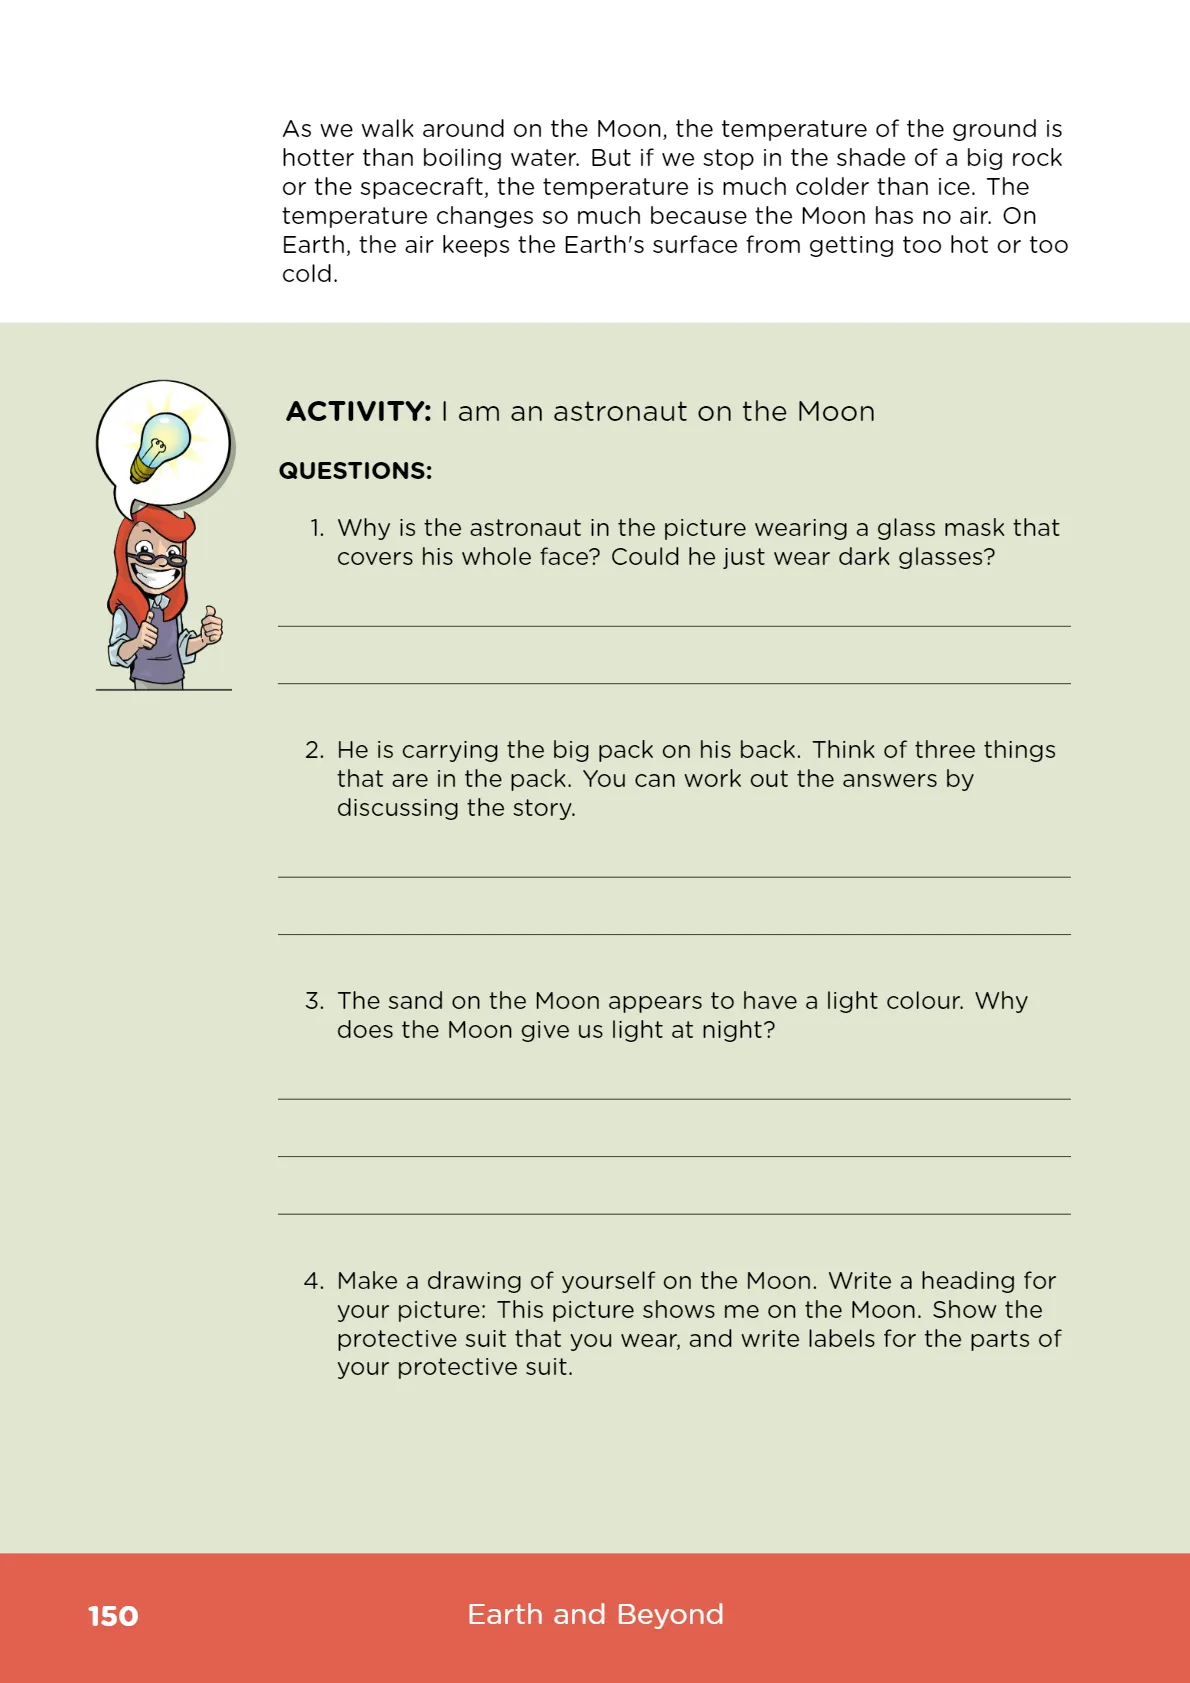 As we walk around on the Moon, the temperature of the ground is
hotter than boiling water. But if we stop in the shade of a big rock
or the spacecraft, the temperature is much colder than ice. The
temperature changes so much because the Moon has no air. On
Earth, the air keeps the Earth's surface from getting too hot or too
cold.
ACTIVITY: I am an astronaut on the Moon
QUESTIONS:
1. Why is the astronaut in the picture wearing a glass mask that
covers his whole face? Could he just wear dark glasses?
2. He is carrying the big pack on his back. Think of three things
that are in the pack. You can work out the answers by
discussing the story.
3. The sand on the Moon appears to have a light colour. Why
does the Moon give us light at night?
4. Make a drawing of yourself on the Moon. Write a heading for
your picture: This picture shows me on the Moon. Show the
protective suit that you wear, and write labels for the parts of
your protective suit.
150
Earth and Beyond